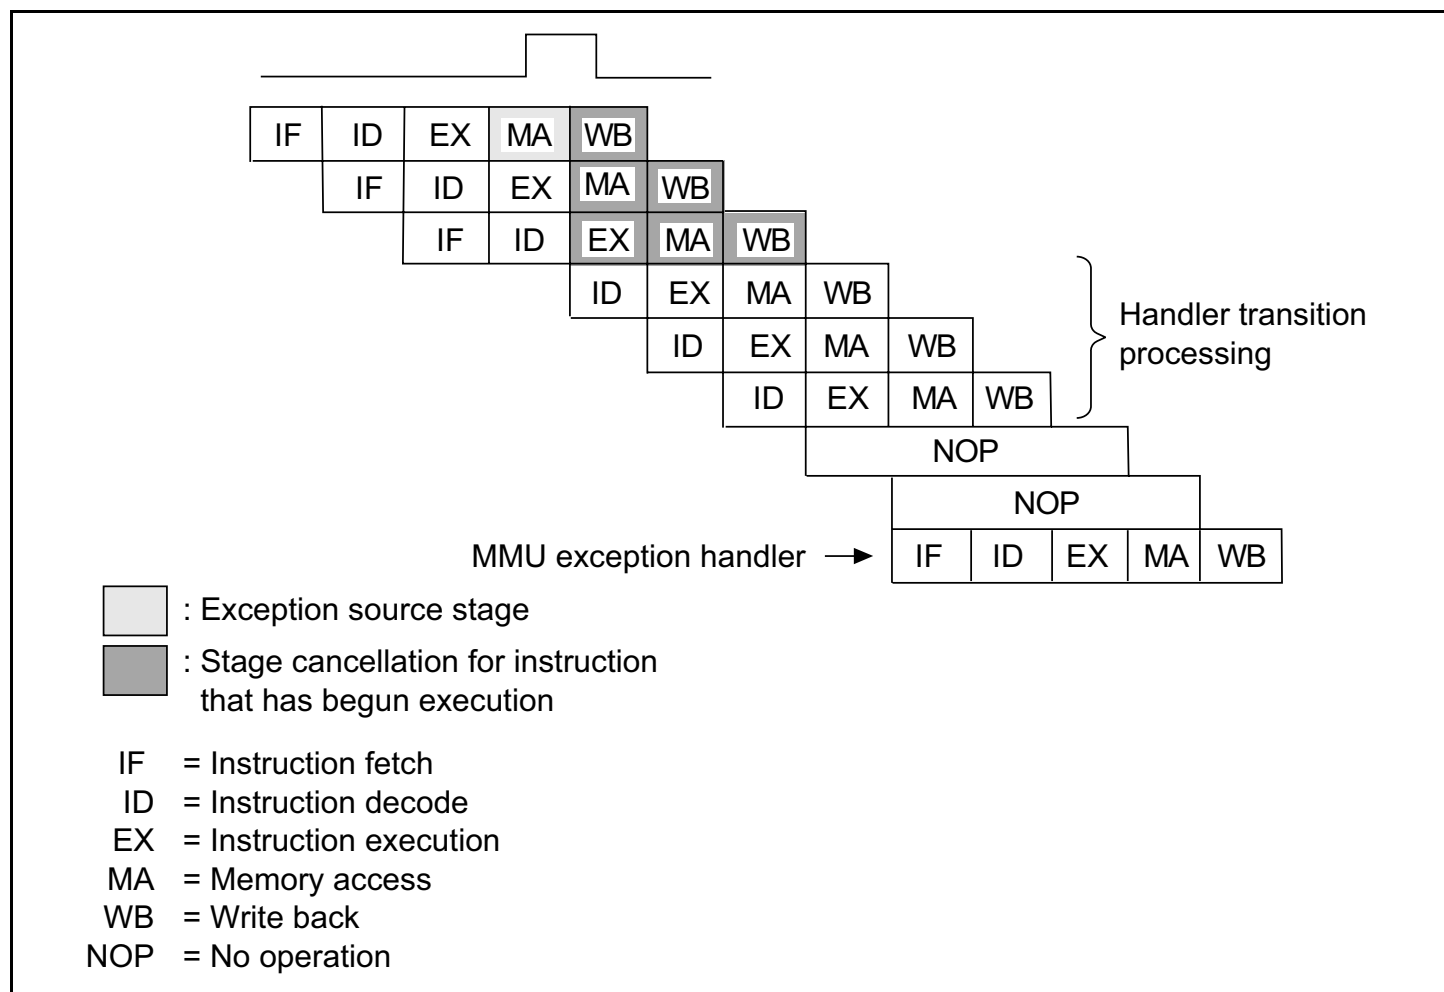 IF ID EX MA WB
IF ID EX MA WB
IF ID EX MA WB
ID EX MA WB
ID EX MA WB
ID EX MA WB
Handler transition
processing
NOP
NOP
MMU exception handler IF ID EX MA WB
: Exception source stage
: Stage cancellation for instruction
that has begun execution
IF = Instruction fetch
ID = Instruction decode
EX = Instruction execution
MA = Memory access
WB = Write back
NOP = No operation